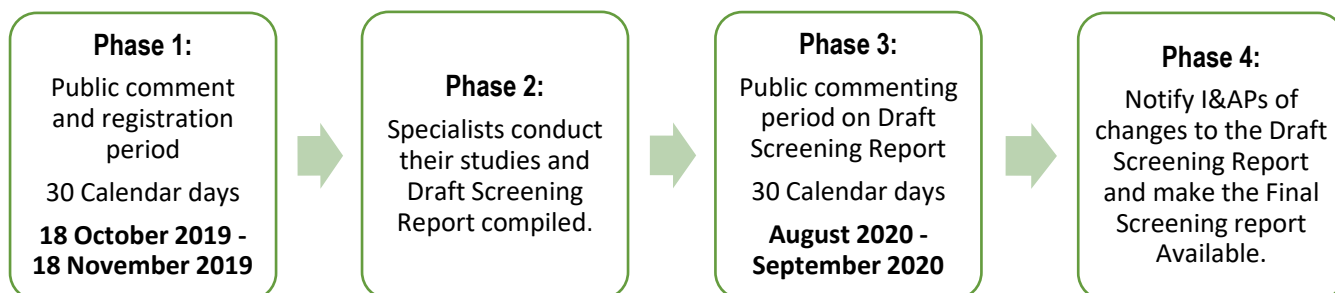 Phase 1:
Public comment
and registration
period
30 Calendar days
18 October 2019 -
18 November 2019
Phase 2:
Specialists conduct
their studies and
Draft Screening
Report compiled.
Phase 3:
Public commenting
period on Draft
Screening Report
30 Calendar days
August 2020 -
September 2020
Phase 4:
Notify I&APs of
changes to the Draft
Screening Report
and make the Final
Screening report
Available.